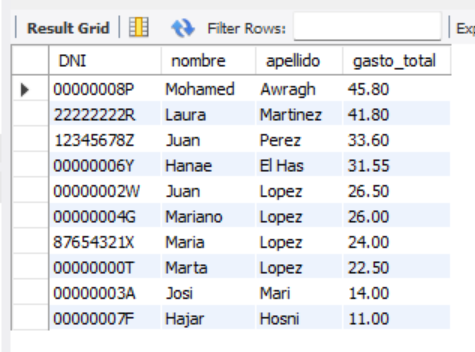 Result Grid Filter Rows: Exp
DNI nombre apellido gasto_total
00000008P Mohamed Awragh 45.80
22222222R Laura Martinez 41.80
12345678Z Juan Perez 33.60
00000006Y Hanae El Has 31.55
00000002W Juan Lopez 26.50
00000004G Mariano Lopez 26.00
87654321X Maria Lopez 24.00
00000000T Marta Lopez 22.50
00000003A Josi Mari 14.00
00000007F Hajar Hosni 11.00